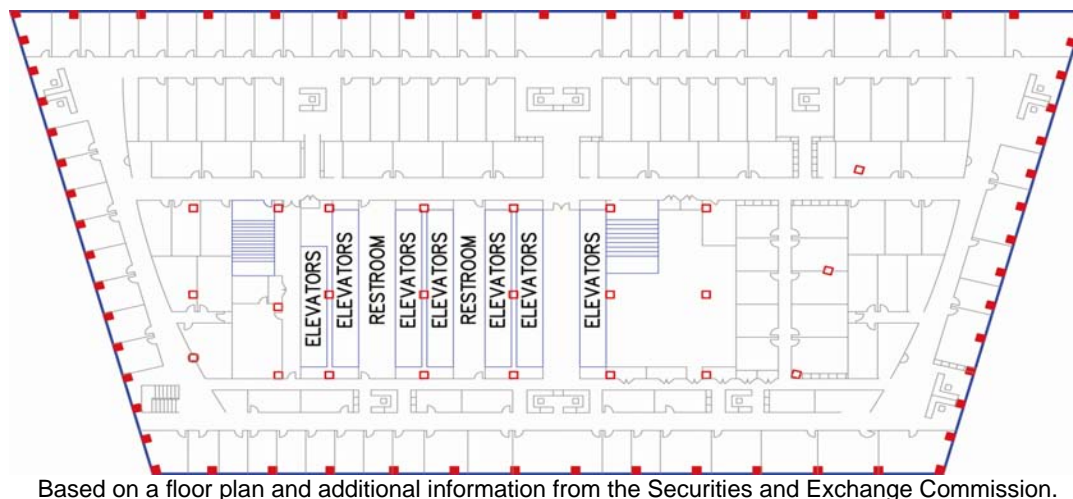 ELEVATORS
ELEVATORS
RESTROOM
ELEVATORS
ELEVATORS
RESTROOM
ELEVATORS
ELEVATORS
ELEVATORS
Based on a floor plan and additional information from the Securities and Exchange Commission.